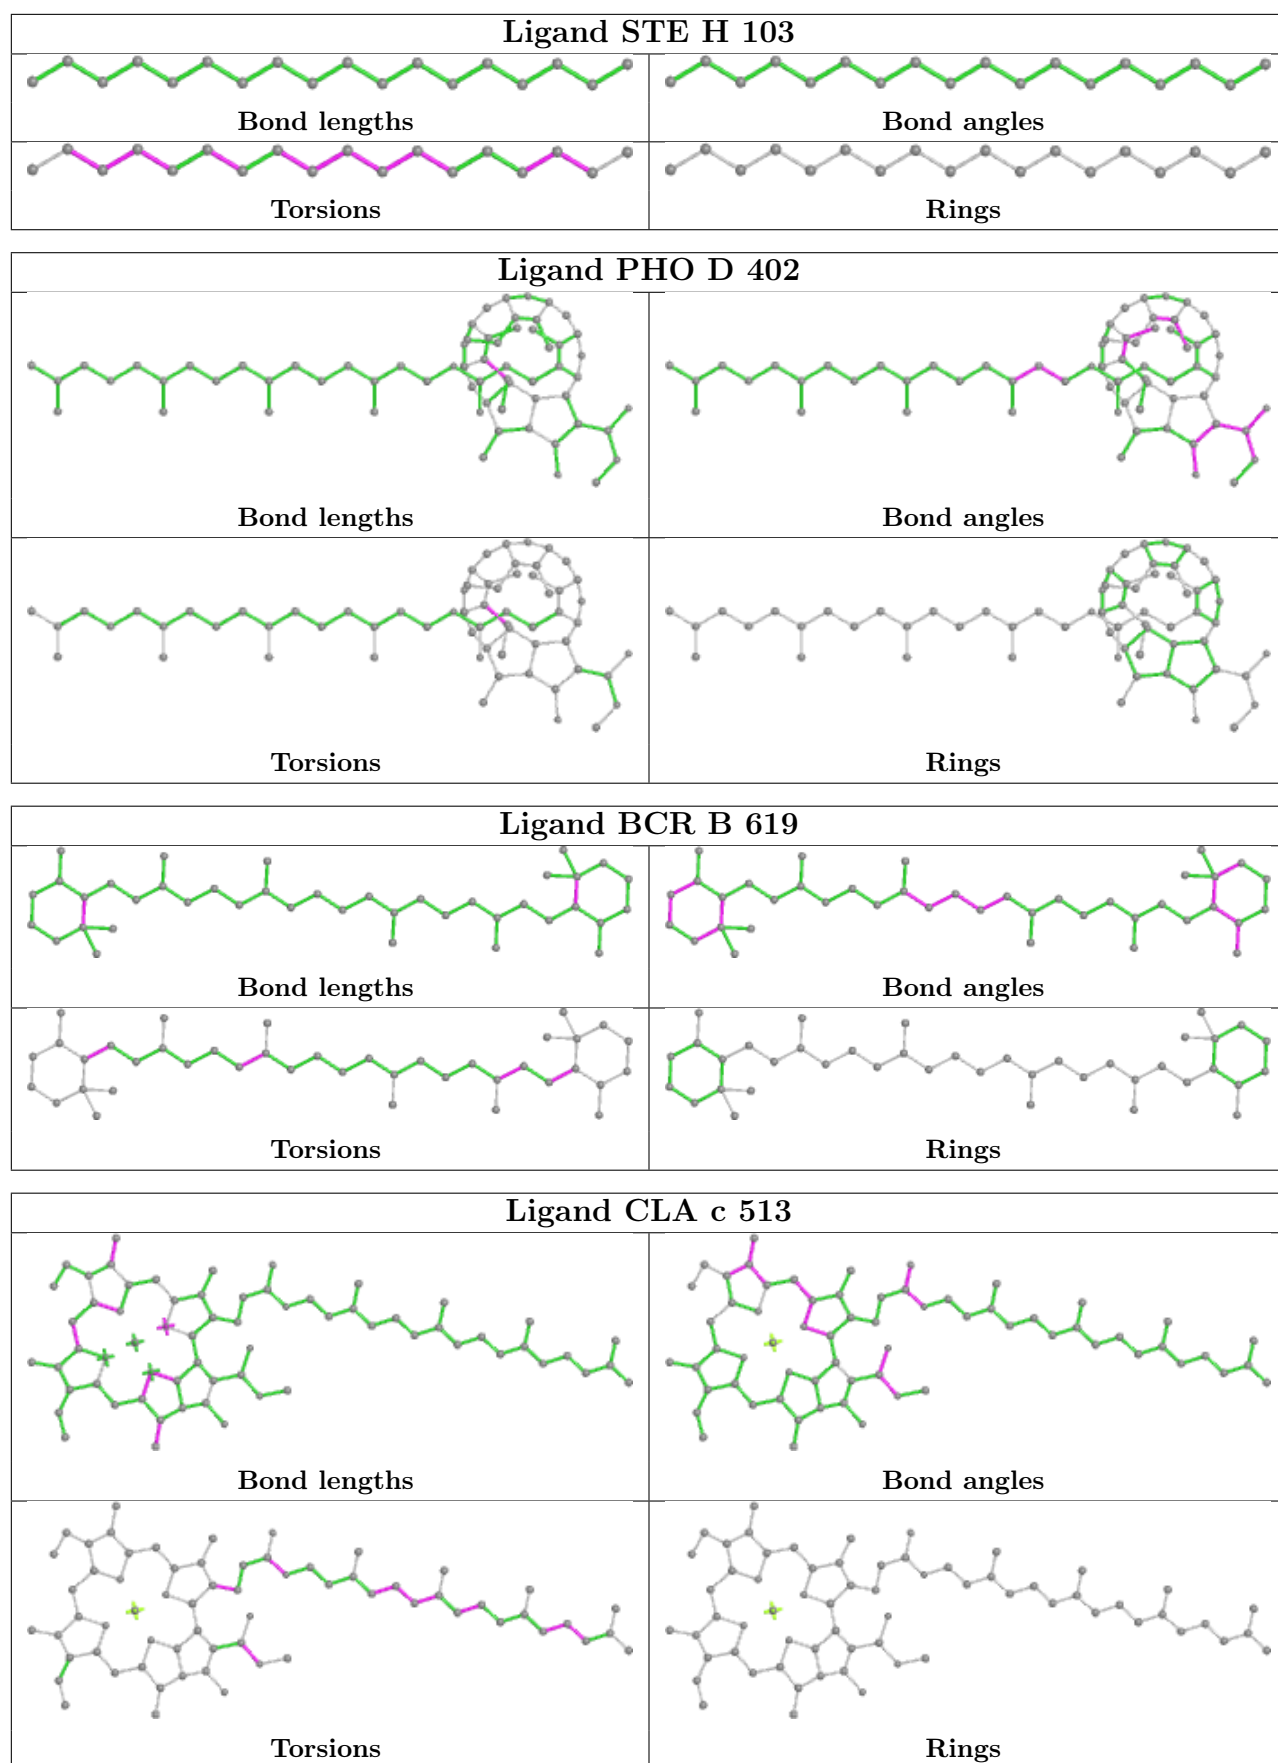 Ligand STE H 103
Bond lengths
Bond angles
Torsions
Rings
Ligand PHO D 402
Bond lengths
Bond angles
Torsions
Rings
Ligand BCR B 619
Bond lengths
Bond angles
Torsions
Rings
Ligand CLA c 513
Bond lengths
Bond angles
Torsions
Rings